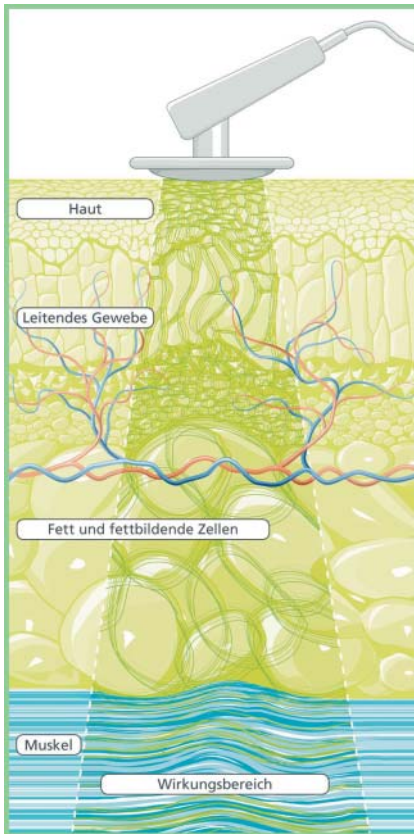 Haut
Leitendes Gewebe
Fett und fettbildende Zellen
Muskel
Wirkungsbereich